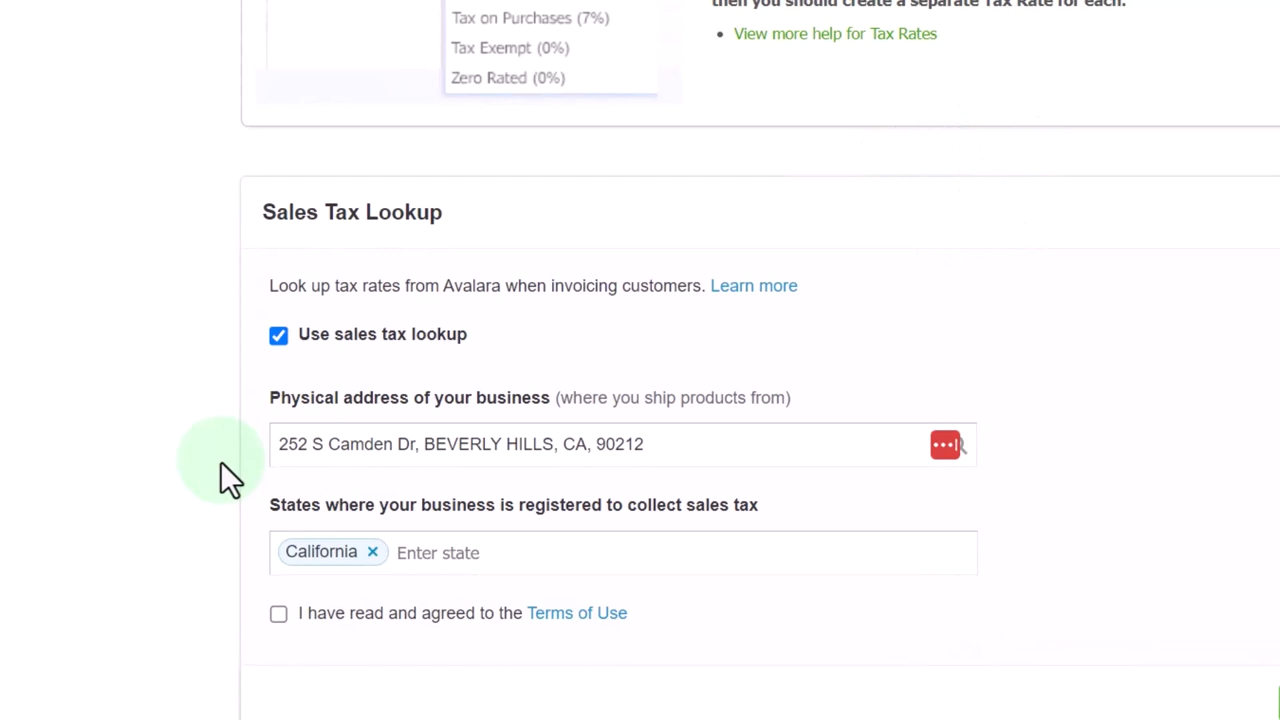 Tax on Purchases (7%)
then you should create a separate Tax Rate for each.
View more help for Tax Rates
Tax Exempt (0%)
Zero Rated (0%)
Sales Tax Lookup
Look up tax rates from Avalara when invoicing customers. Learn more
Use sales tax lookup
Physical address of your business (where you ship products from)
252 S Camden Dr, BEVERLY HILLS, CA, 90212
States where your business is registered to collect sales tax
California × Enter state
I have read and agreed to the Terms of Use